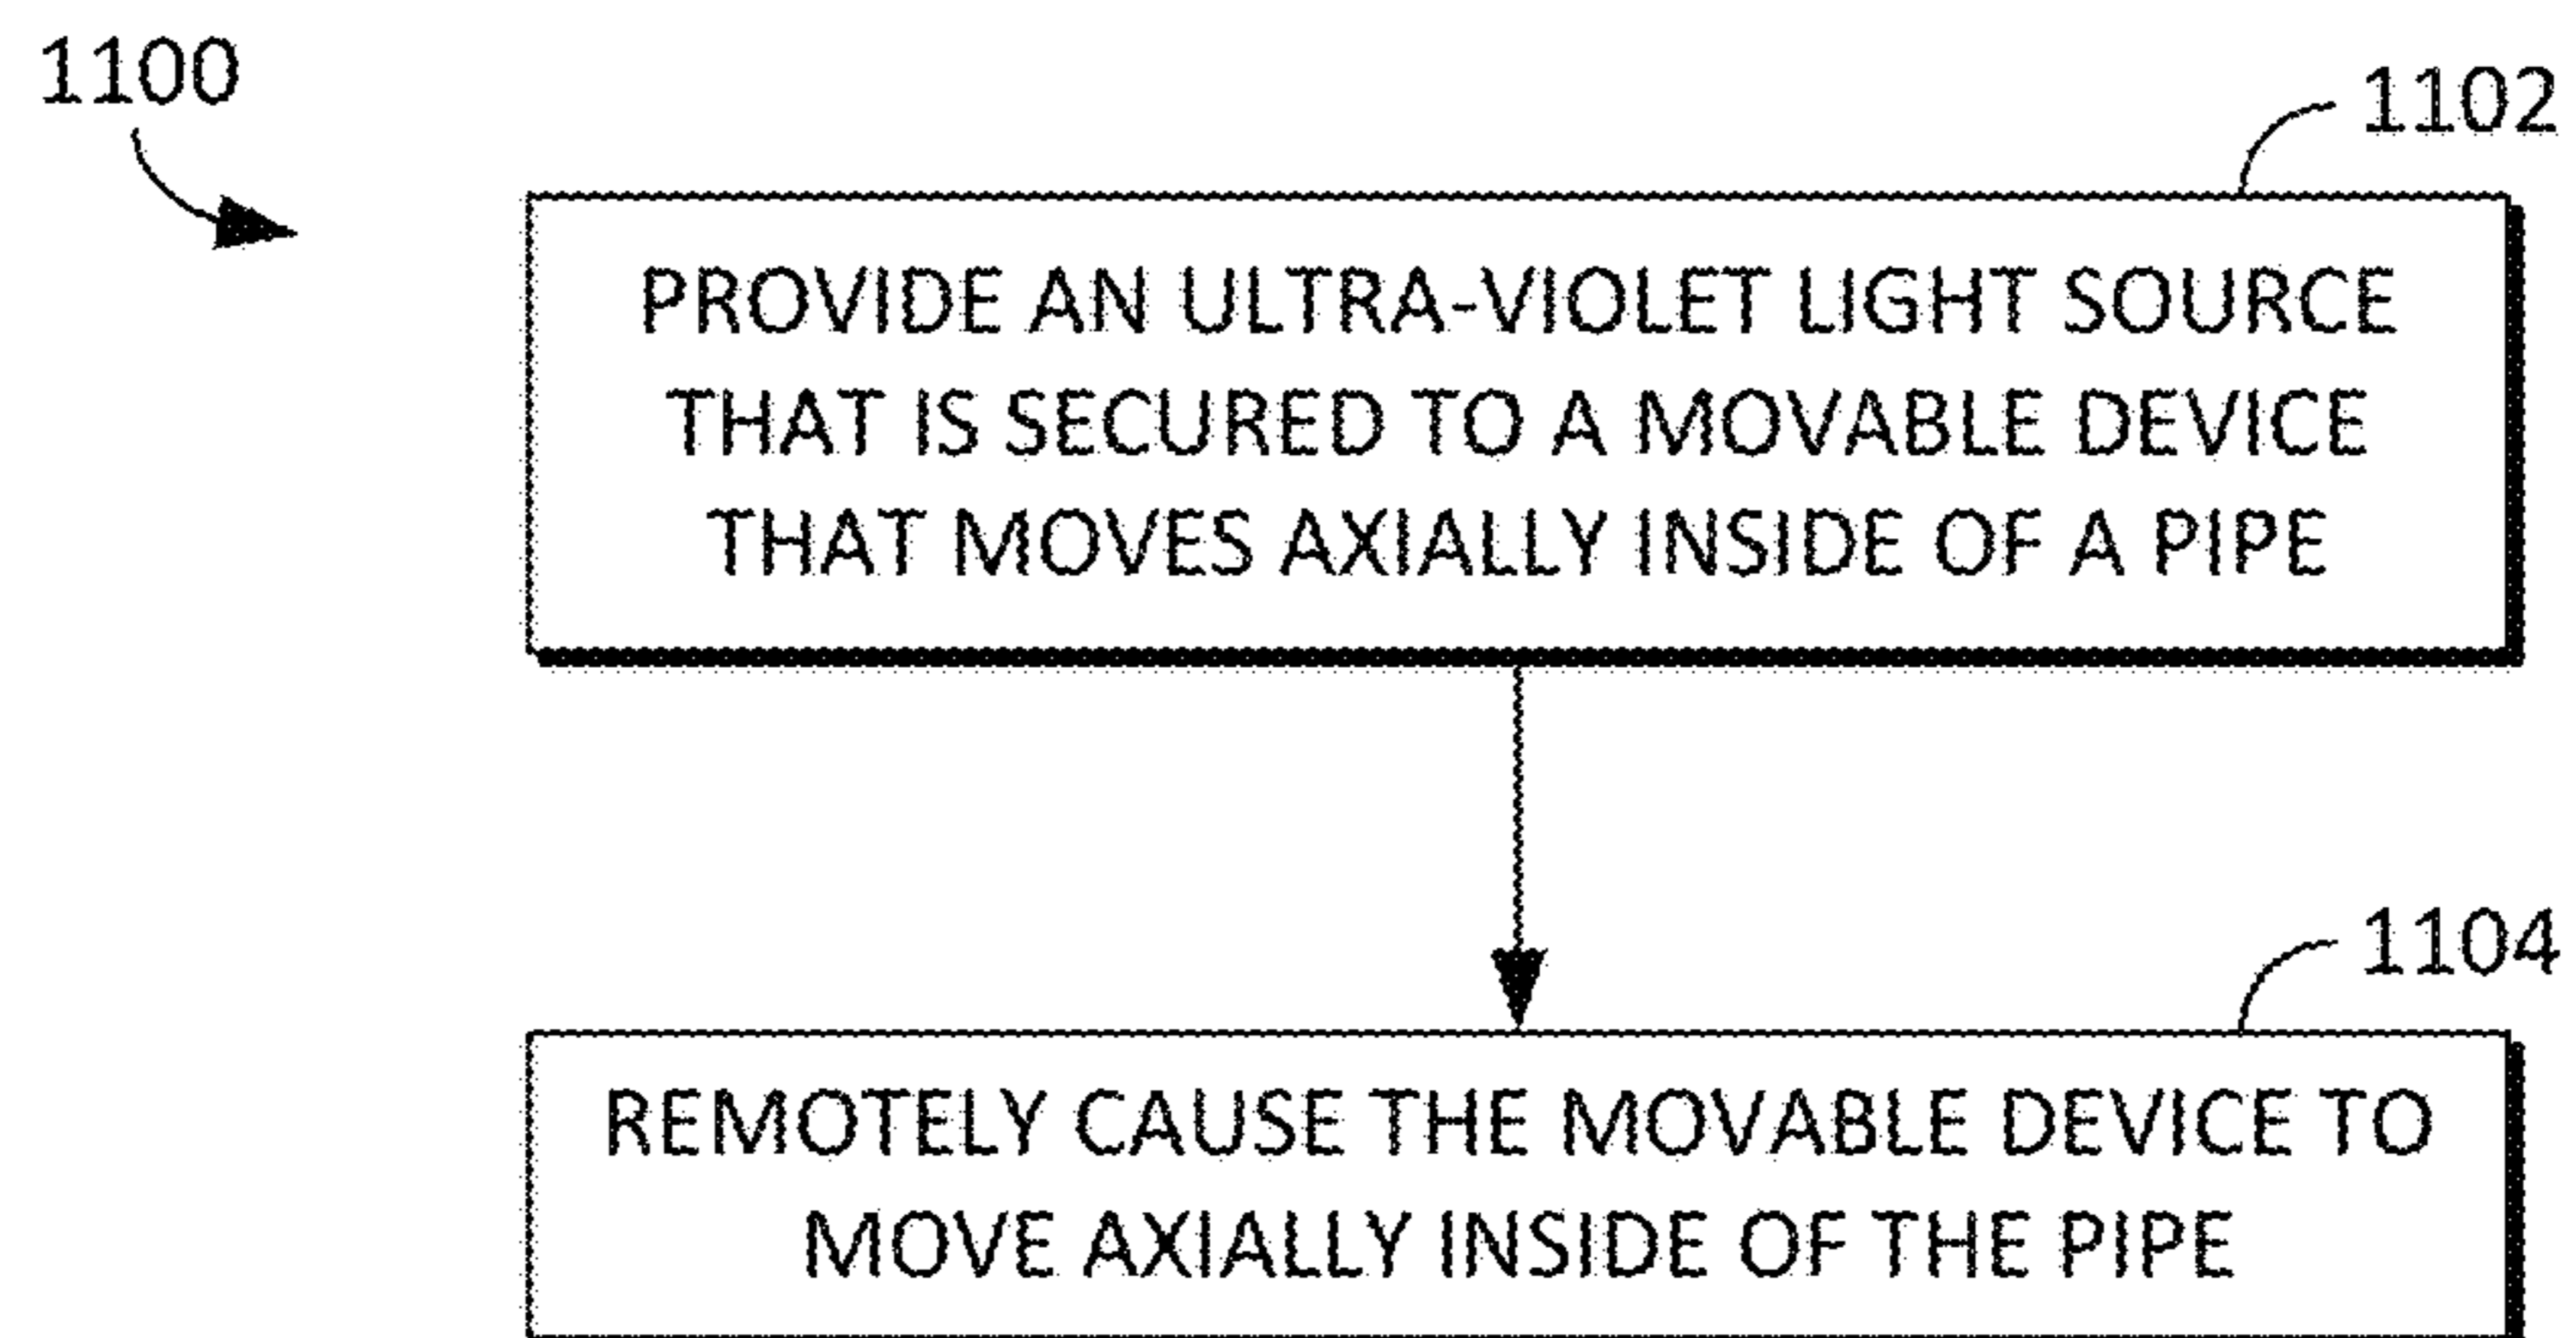 1100
1102
PROVIDE AN ULTRA-VIOLET LIGHT SOURCE
THAT IS SECURED TO A MOVABLE DEVICE
THAT MOVES AXIALLY INSIDE OF A PIPE
1104
REMOTELY CAUSE THE MOVABLE DEVICE TO
MOVE AXIALLY INSIDE OF THE PIPE